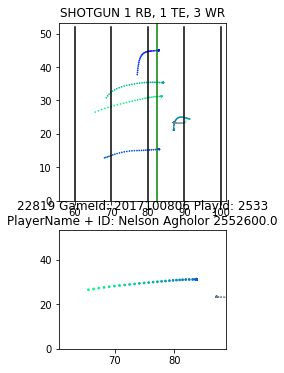 SHOTGUN 1 RB, 1 TE, 3 WR
50
40
30
20
10
0
60 70 80 90 100
22819 GameId: 2017100806 PlayId: 2533
PlayerName + ID: Nelson Agholor 2552600.0
40
20
0
70 80